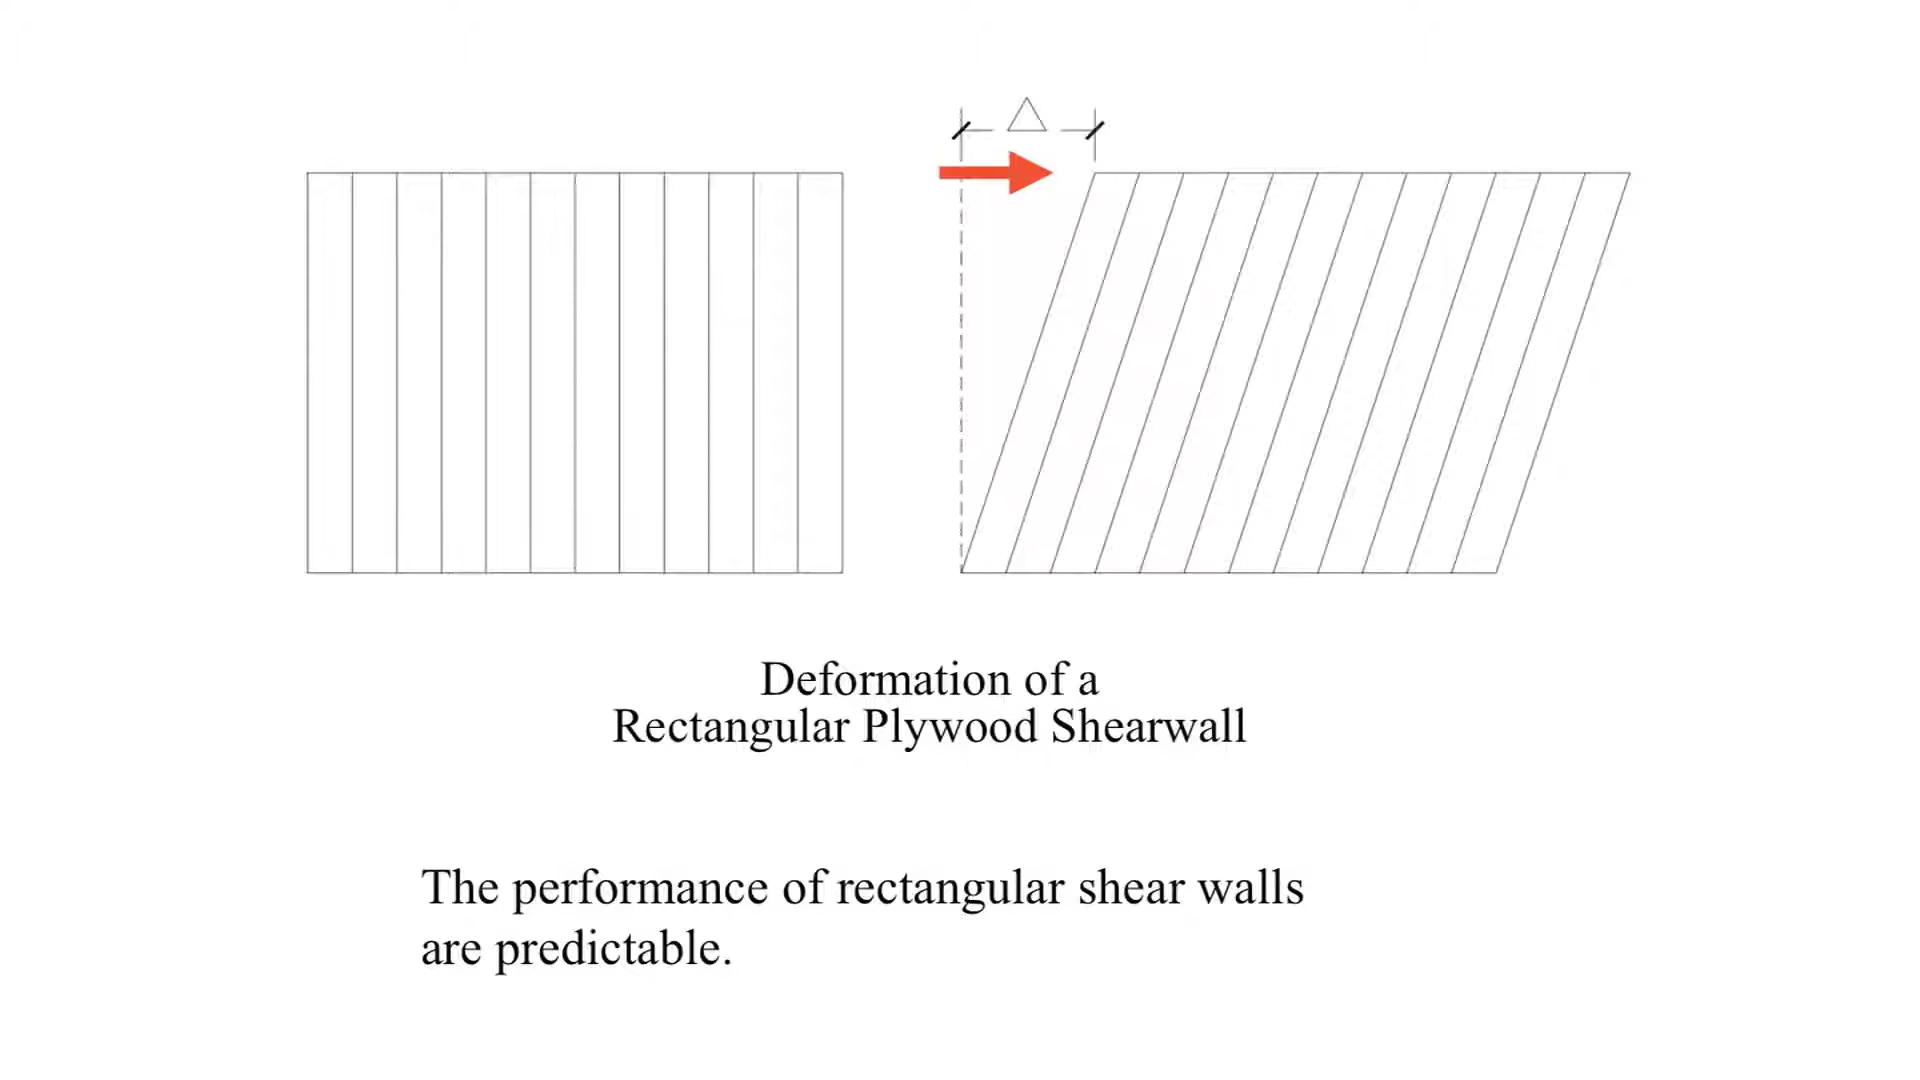 △
Deformation of a
Rectangular Plywood Shearwall
The performance of rectangular shear walls
are predictable.